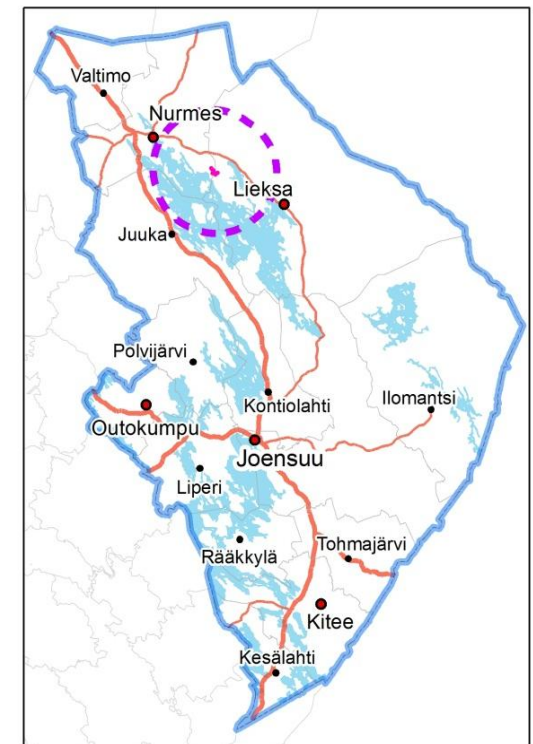 Valtimo
Nurmes
Lieksa
Juuka
Polvijärvi
Kontiolahti
Ilomantsi
Outokumpu
Joensuu
Liperi
Rääkkylä
Tohmajärvi
Kitee
Kesälahti